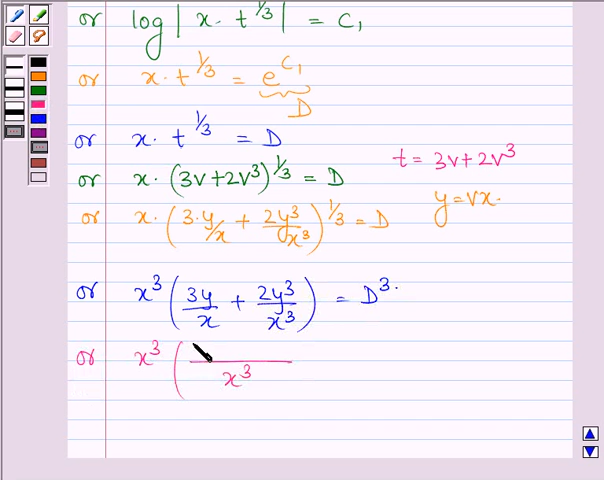 or log|x·t^1/3| = C₁
or x·t^1/3 = e^C₁
D
or x·t^1/3 = D
or x·(3v+2v³)^1/3 = D
t = 3v+2v³
y=vx.
or x·(3·y/x + 2y³/x³)^1/3 = D
or x³(3y/x + 2y³/x³) = D³.
or x³( /x³